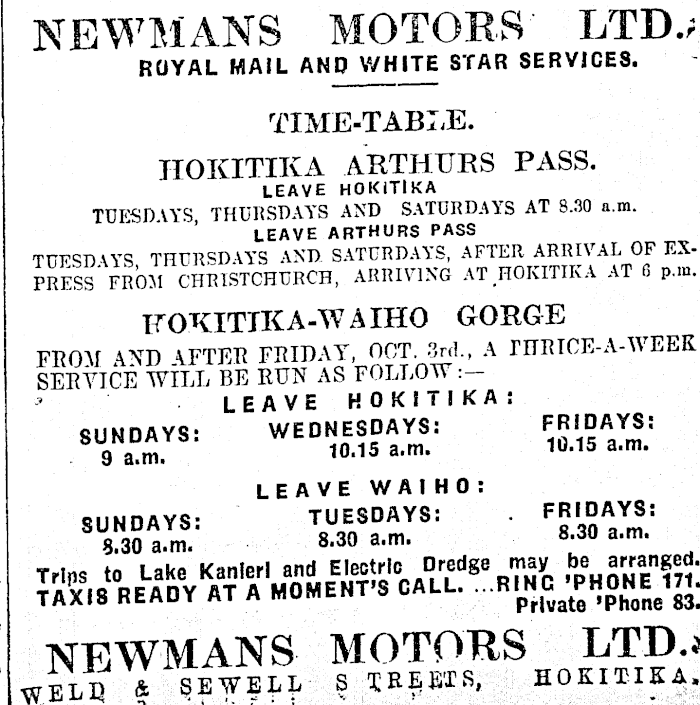 NEWMANS MOTORS LTD.,
ROYAL MAIL AND WHITE STAR SERVICES.
TIME-TABLE.
HOKITIKA ARTHURS PASS.
LEAVE HOKITIKA
TUESDAYS, THURSDAYS AND SATURDAYS AT 8.30 a.m.
LEAVE ARTHURS PASS
TUESDAYS, THURSDAYS AND SATURDAYS, AFTER ARRIVAL OF EX-
PRESS FROM CHRISTCHURCH, ARRIVING AT HOKITIKA AT 6 p.m.
HOKITIKA-WAIHO GORGE
FROM AND AFTER FRIDAY, OCT. 3rd., A THRICE-A-WEEK
SERVICE WILL BE RUN AS FOLLOW:—
LEAVE HOKITIKA:
SUNDAYS: WEDNESDAYS: FRIDAYS:
9 a.m. 10.15 a.m. 10.15 a.m.
LEAVE WAIHO:
SUNDAYS: TUESDAYS: FRIDAYS:
8.30 a.m. 8.30 a.m. 8.30 a.m.
Trips to Lake Kanieri and Electric Dredge may be arranged.
TAXIS READY AT A MOMENT'S CALL. ...RING 'PHONE 171.
Private 'Phone 83.
NEWMANS MOTORS LTD.,
WELD & SEWELL STREETS, HOKITIKA.